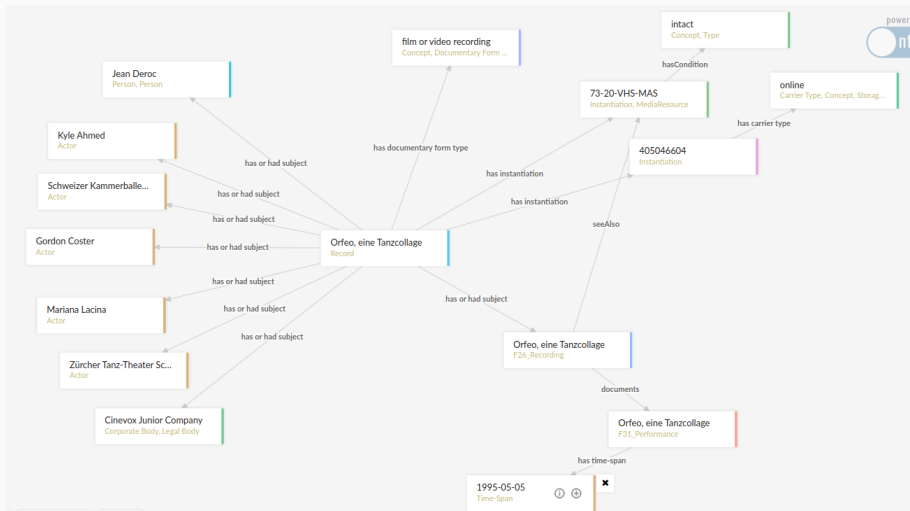 power
intact
Concept, Type
film or video recording
Concept, Documentary Form ...
hasCondition
Jean Deroc
Person, Person
73-20-VHS-MAS
Instantiation, MediaResource
online
Carrier Type, Concept, Storag...
has carrier type
Kyle Ahmed
Actor
has documentary form type
405046604
Instantiation
has or had subject
has instantiation
Schweizer Kammerballe...
Actor
has or had subject
has instantiation
has or had subject
seeAlso
Gordon Coster
Actor
has or had subject
Orfeo, eine Tanzcollage
Record
has or had subject
has or had subject
Mariana Lacina
Actor
has or had subject
has or had subject
Orfeo, eine Tanzcollage
F26_Recording
Zürcher Tanz-Theater Sc...
Actor
documents
Cinevox Junior Company
Corporate Body, Legal Body
Orfeo, eine Tanzcollage
F31_Performance
has time-span
1995-05-05
Time-Span